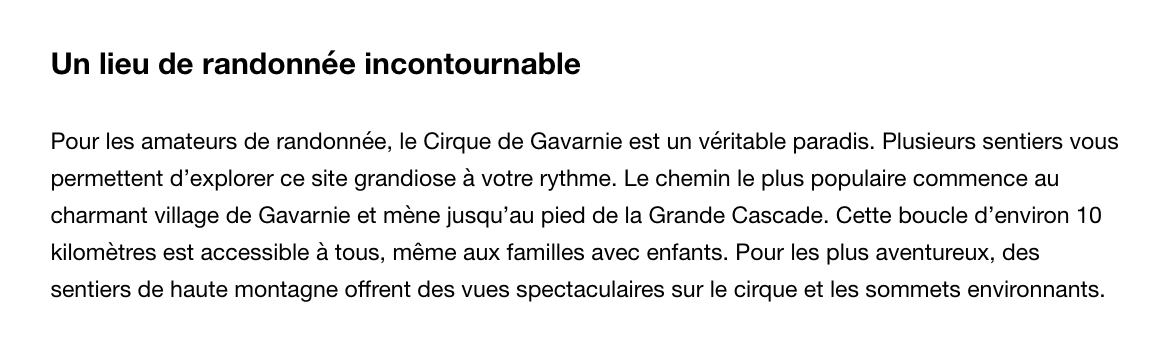 Un lieu de randonnée incontournable
Pour les amateurs de randonnée, le Cirque de Gavarnie est un véritable paradis. Plusieurs sentiers vous
permettent d’explorer ce site grandiose à votre rythme. Le chemin le plus populaire commence au
charmant village de Gavarnie et mène jusqu’au pied de la Grande Cascade. Cette boucle d’environ 10
kilomètres est accessible à tous, même aux familles avec enfants. Pour les plus aventureux, des
sentiers de haute montagne offrent des vues spectaculaires sur le cirque et les sommets environnants.